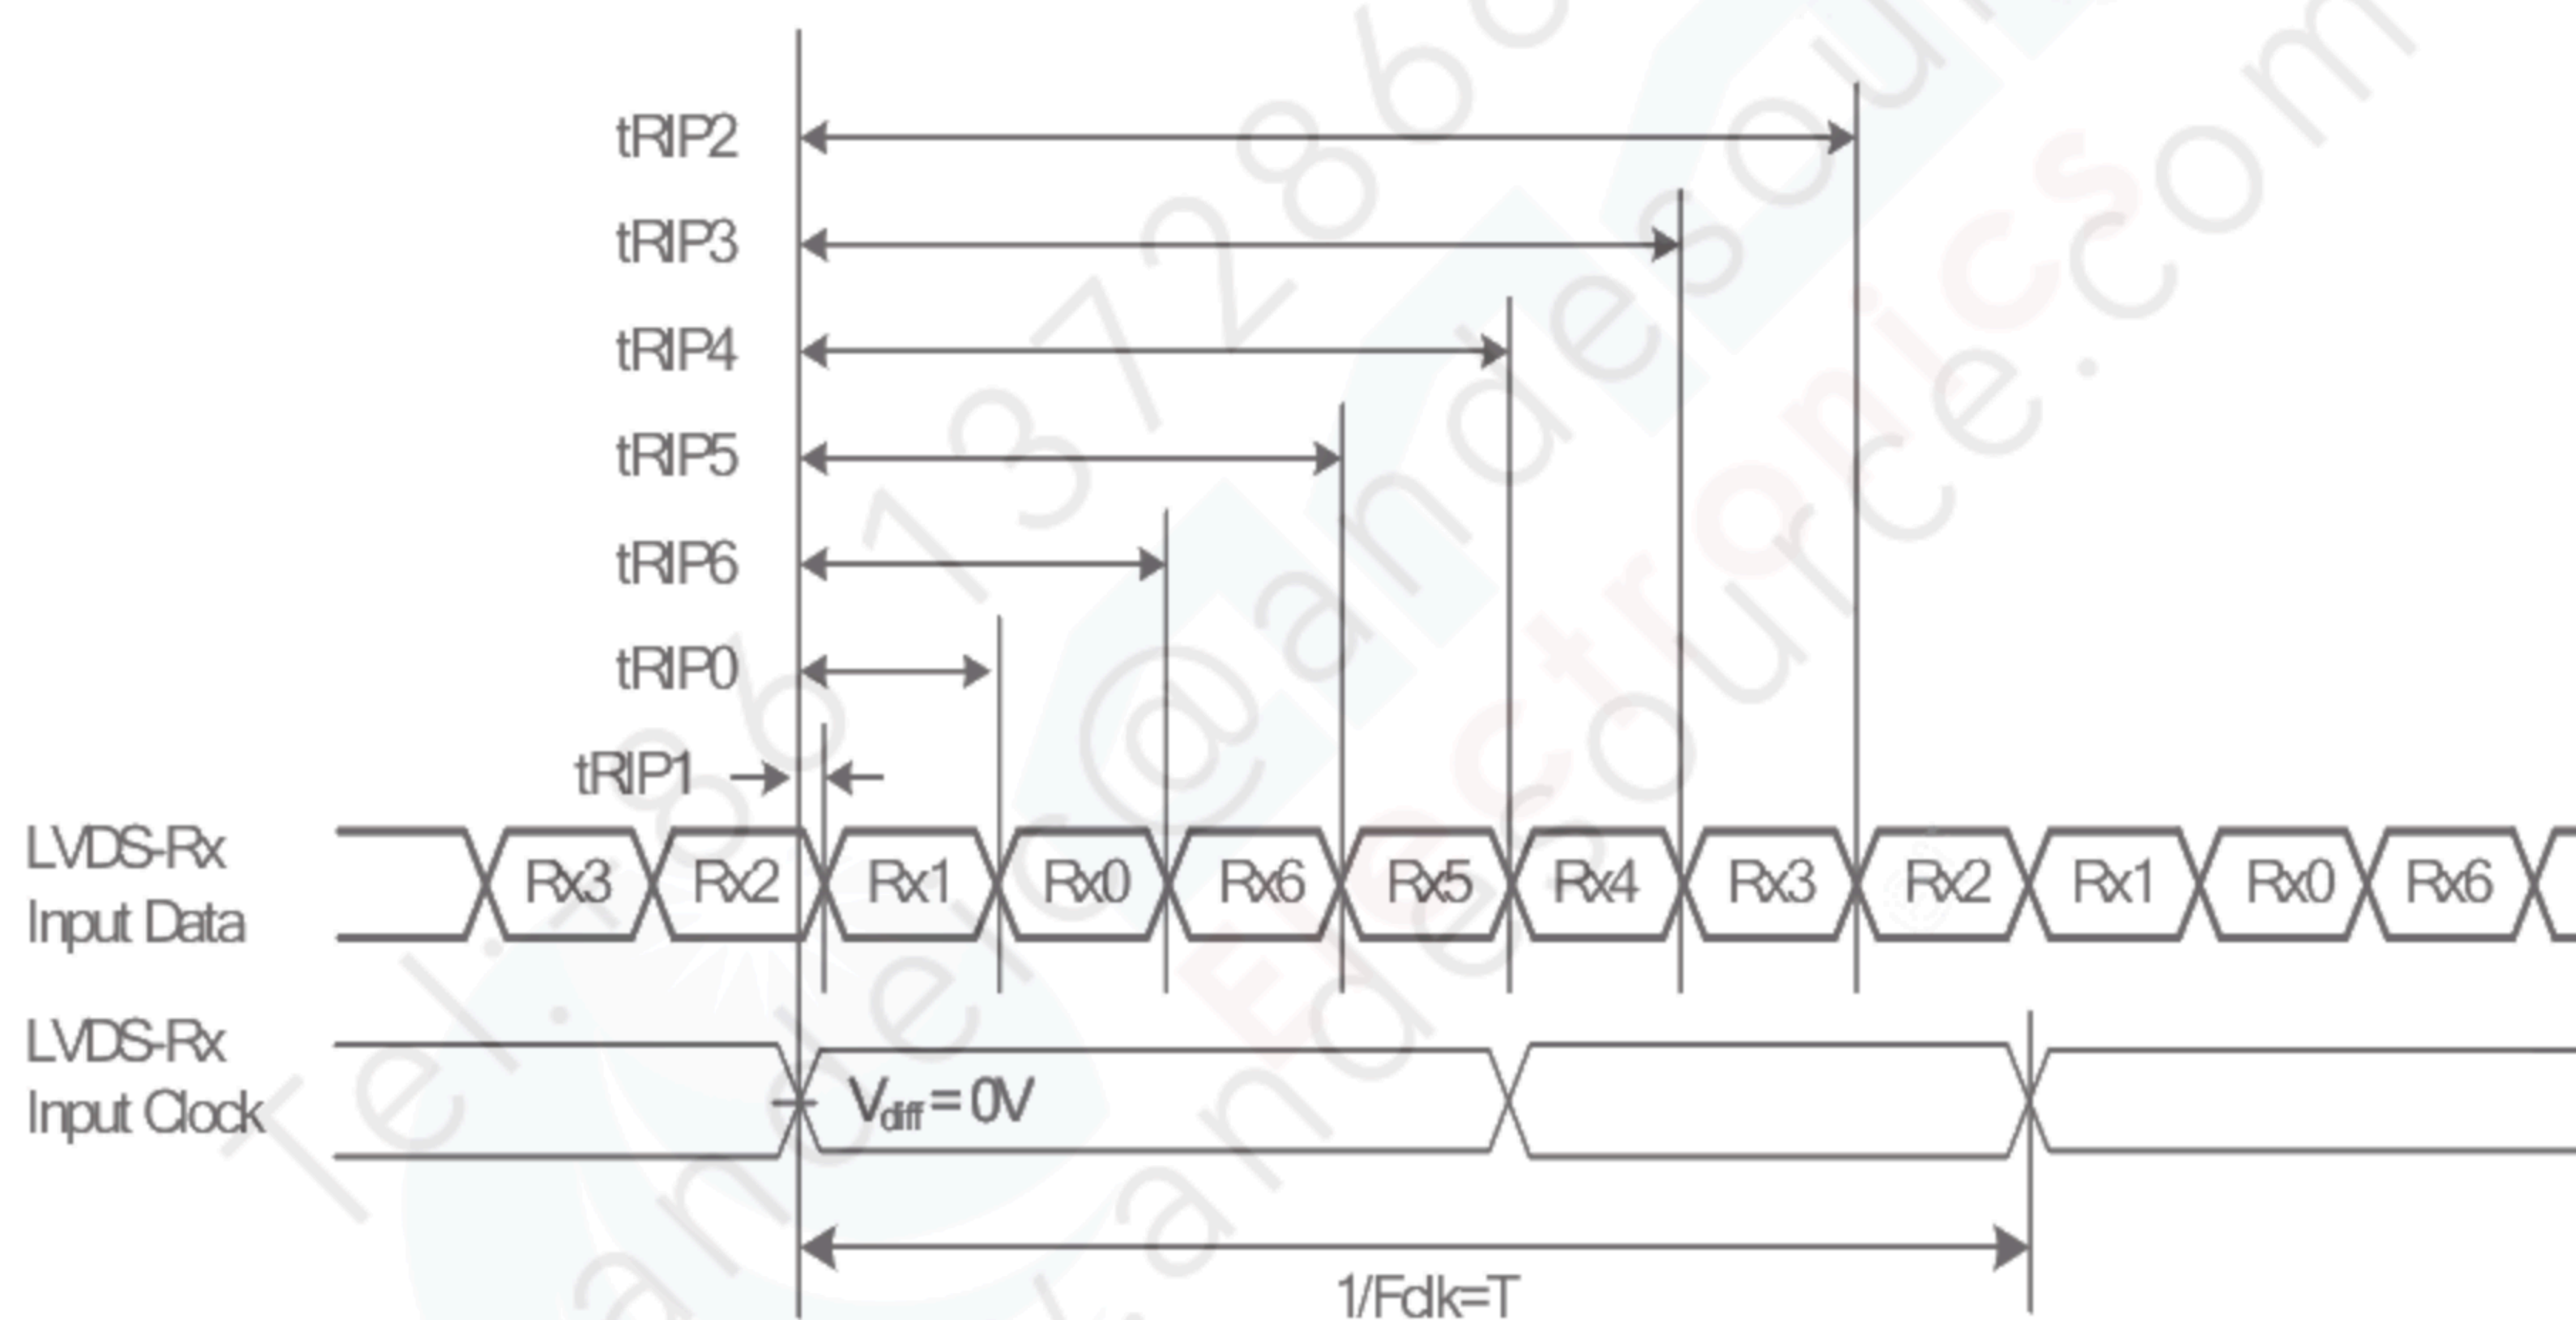 tRIP2
tRIP3
tRIP4
tRIP5
tRIP6
tRIP0
tRIP1
LVDS-Rx
Input Data
Rx3 Rx2 Rx1 Rx0 Rx6 Rx5 Rx4 Rx3 Rx2 Rx1 Rx0 Rx6
LVDS-Rx
Input Clock
Vdiff = 0V
1/Fclk=T
Electronics